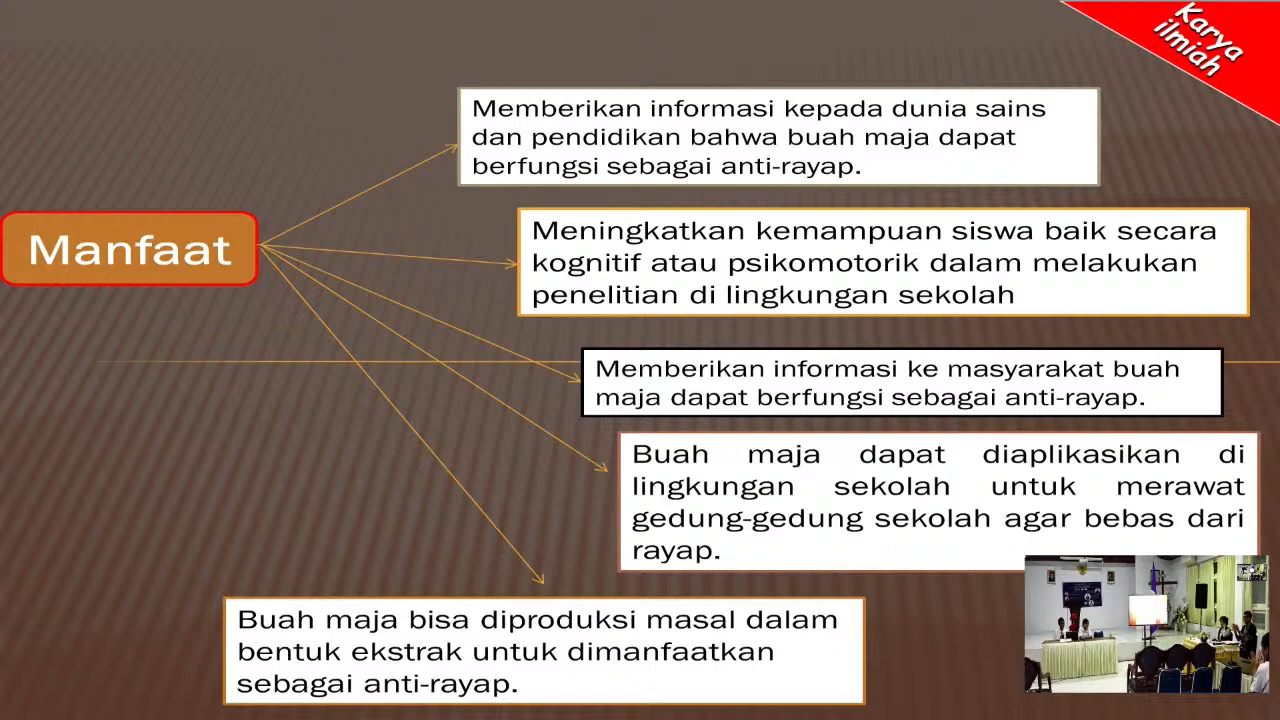 Karya
ilmiah
Memberikan informasi kepada dunia sains
dan pendidikan bahwa buah maja dapat
berfungsi sebagai anti-rayap.
Manfaat
Meningkatkan kemampuan siswa baik secara
kognitif atau psikomotorik dalam melakukan
penelitian di lingkungan sekolah
Memberikan informasi ke masyarakat buah
maja dapat berfungsi sebagai anti-rayap.
Buah maja dapat diaplikasikan di
lingkungan sekolah untuk merawat
gedung-gedung sekolah agar bebas dari
rayap.
Buah maja bisa diproduksi masal dalam
bentuk ekstrak untuk dimanfaatkan
sebagai anti-rayap.